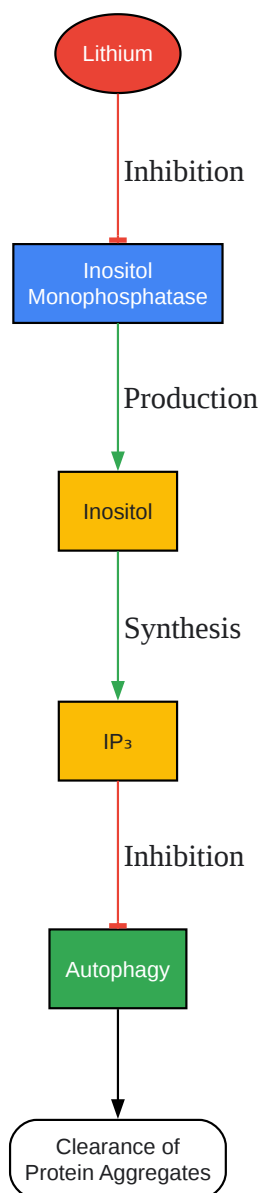 Lithium
Inhibition
Inositol
Monophosphatase
Production
Inositol
Synthesis
IP₃
Inhibition
Autophagy
Clearance of
Protein Aggregates